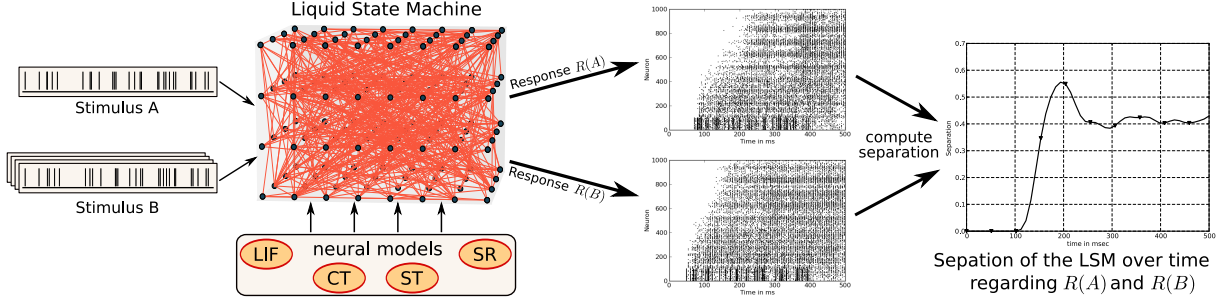 Liquid State Machine
Stimulus A
Stimulus B
neural models
LIF
CT
ST
SR
Response R(A)
Response R(B)
1000
800
600
400
200
0
Neuron
0 100 200 300 400 500
Time in ms
1000
800
600
400
200
0
Neuron
0 100 200 300 400 500
Time in ms
compute
separation
0.7
0.6
0.5
0.4
0.3
0.2
0.1
0.0
Separation
0 100 200 300 400 500
time in msec
Sepation of the LSM over time
regarding R(A) and R(B)